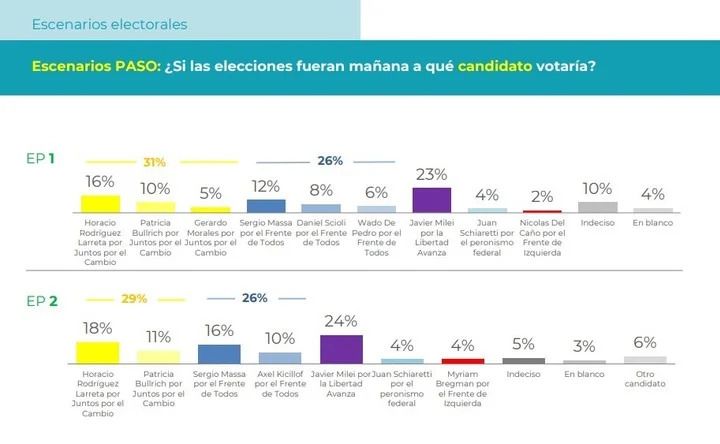 Escenarios electorales
Escenarios PASO: ¿Si las elecciones fueran mañana a qué candidato votaría?
EP 1
31%
26%
16%
10%
5%
12%
8%
6%
23%
4%
2%
10%
4%
Horacio
Rodríguez
Larreta por
Juntos por el
Cambio
Patricia
Bullrich por
Juntos por el
Cambio
Gerardo
Morales por
Juntos por el
Cambio
Sergio Massa
por el Frente
de Todos
Daniel Scioli
por el Frente
de Todos
Wado De
Pedro por el
Frente de
Todos
Javier Milei
por la
Libertad
Avanza
Juan
Schiaretti por
el peronismo
federal
Nicolas Del
Caño por el
Frente de
Izquierda
Indeciso
En blanco
EP 2
29%
26%
18%
11%
16%
10%
24%
4%
4%
5%
3%
6%
Horacio
Rodríguez
Larreta por
Juntos por el
Cambio
Patricia
Bullrich por
Juntos por el
Cambio
Sergio Massa
por el Frente
de Todos
Axel Kicillof
por el Frente
de Todos
Javier Milei por
la Libertad
Avanza
Juan Schiaretti
por el
peronismo
federal
Myriam
Bregman por
el Frente de
Izquierda
Indeciso
En blanco
Otro
candidato